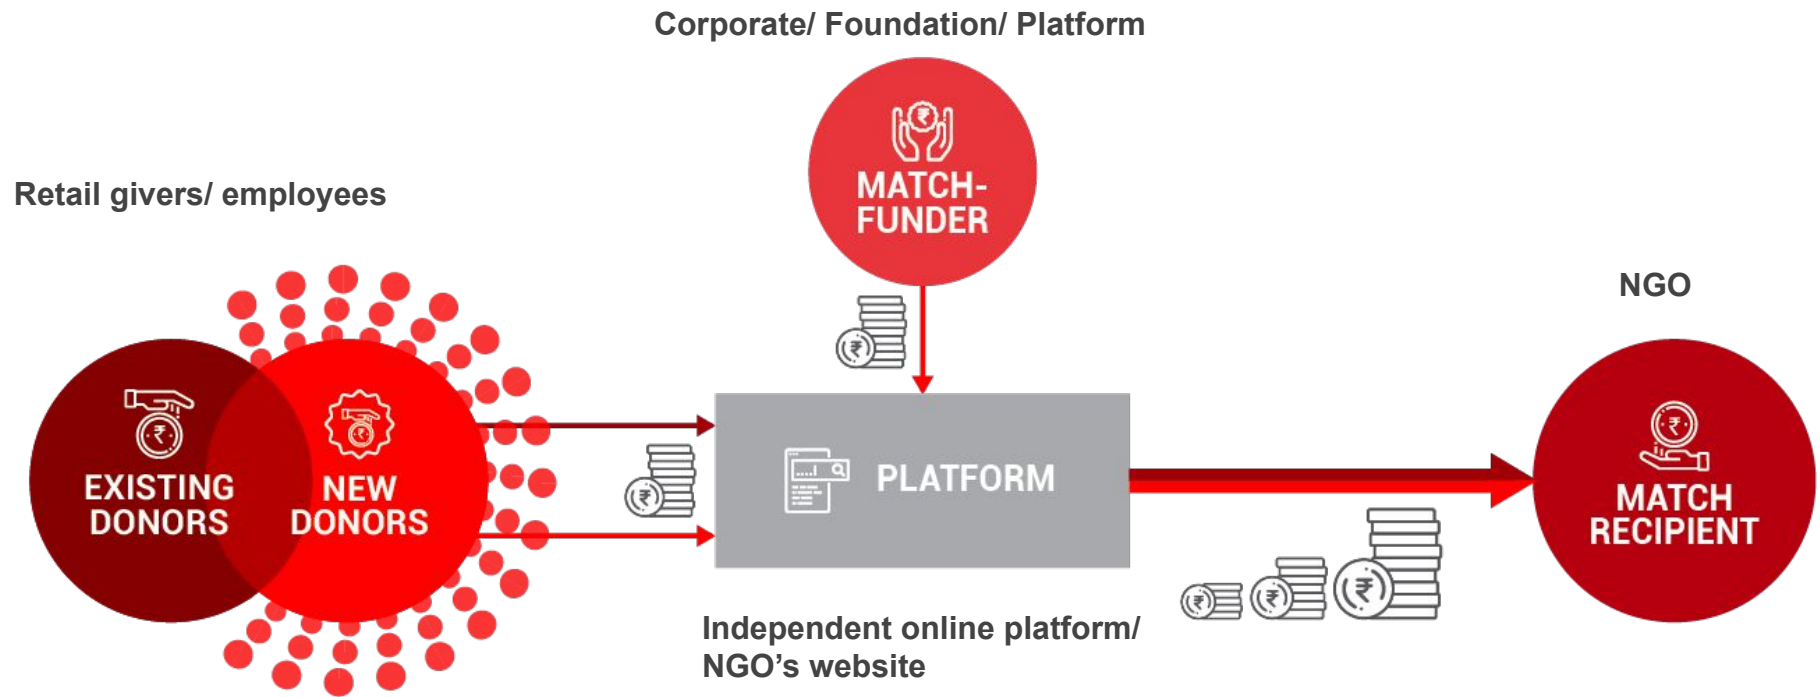 Corporate/ Foundation/ Platform
₹
MATCH-
FUNDER
Retail givers/ employees
₹
NGO
₹
EXISTING
DONORS
₹
NEW
DONORS
₹
PLATFORM
₹
MATCH
RECIPIENT
₹
₹
₹
Independent online platform/
NGO’s website